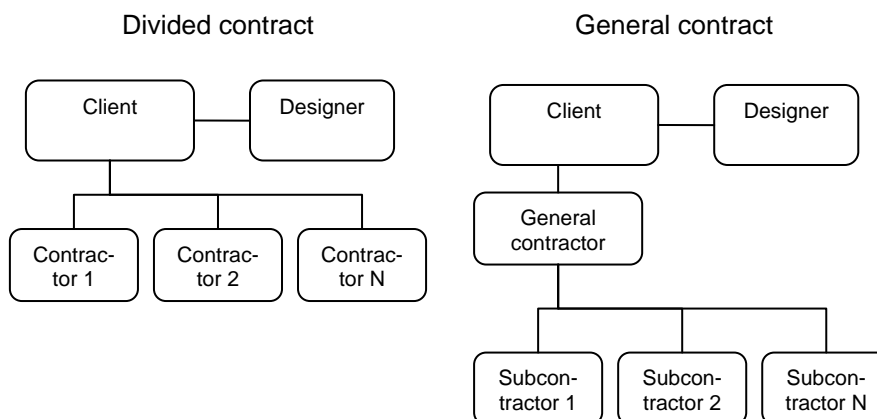 Divided contract
Client
Designer
Contrac-
tor 1
Contrac-
tor 2
Contrac-
tor N
General contract
Client
Designer
General
contractor
Subcon-
tractor 1
Subcon-
tractor 2
Subcon-
tractor N